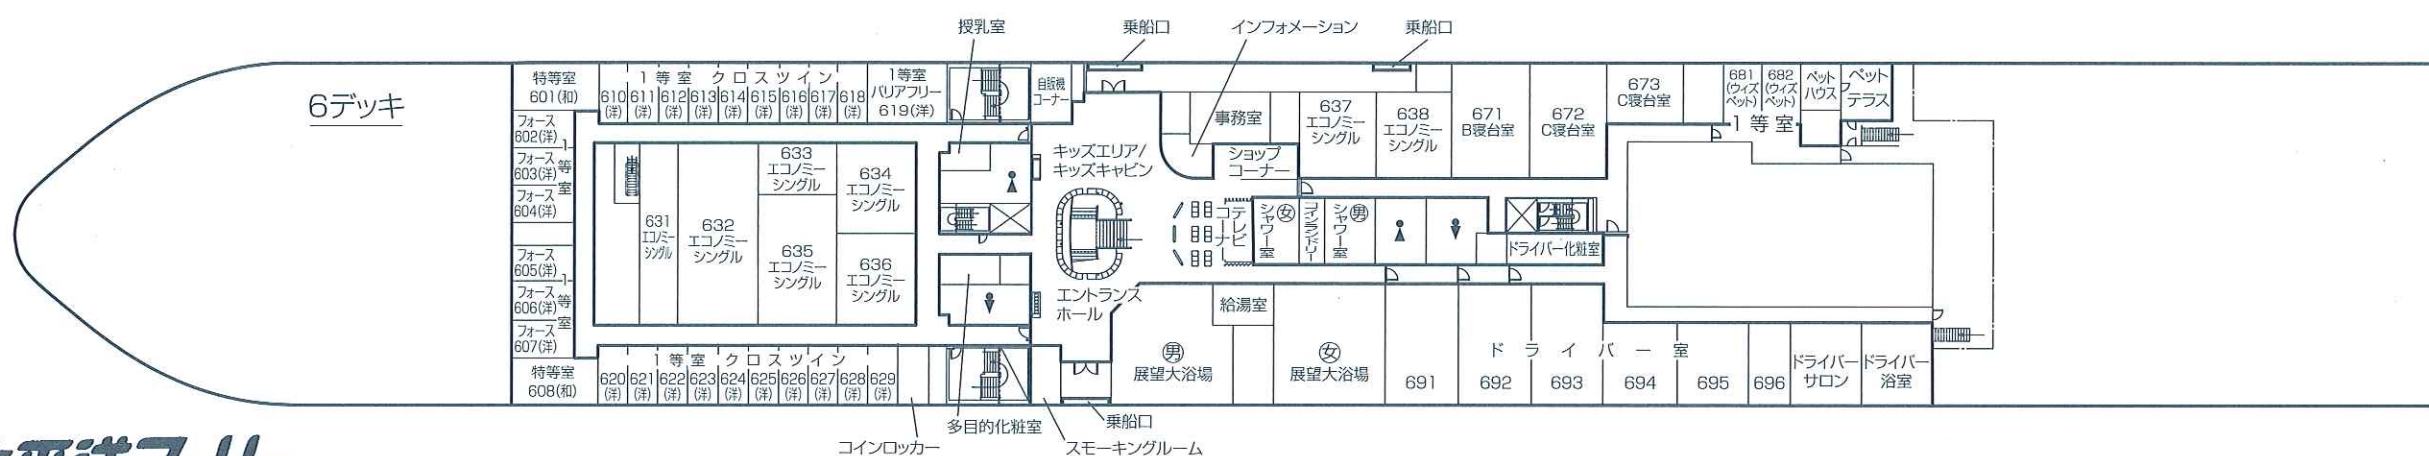 授乳室
乗船口
インフォメーション
乗船口
6デッキ
特等室
601(和)
1等室 クロスツイン
610
(洋)
611
(洋)
612
(洋)
613
(洋)
614
(洋)
615
(洋)
616
(洋)
617
(洋)
618
(洋)
1等室
バリアフリー
619(洋)
自販機
コーナー
フォース
602(洋)
フォース
603(洋)
フォース
604(洋)
1等室
フォース
605(洋)
フォース
606(洋)
フォース
607(洋)
1等室
特等室
608(和)
631
エコノミー
シングル
632
エコノミー
シングル
633
エコノミー
シングル
634
エコノミー
シングル
635
エコノミー
シングル
636
エコノミー
シングル
キッズエリア/
キッズキャビン
エントランス
ホール
事務室
ショップ
コーナー
637
エコノミー
シングル
638
エコノミー
シングル
671
B寝台室
672
C寝台室
673
C寝台室
681
(ウィズ
ペット)
682
(ウィズ
ペット)
1等室
ペット
ハウス
ペット
テラス
テレビ
コーナー
シャワー室
女
コインランドリー
シャワー室
男
ドライバー化粧室
給湯室
男
展望大浴場
女
展望大浴場
ドライバー室
691
692
693
694
695
696
ドライバー
サロン
ドライバー
浴室
1等室 クロスツイン
620
(洋)
621
(洋)
622
(洋)
623
(洋)
624
(洋)
625
(洋)
626
(洋)
627
(洋)
628
(洋)
629
(洋)
コインロッカー
多目的化粧室
スモーキングルーム
乗船口